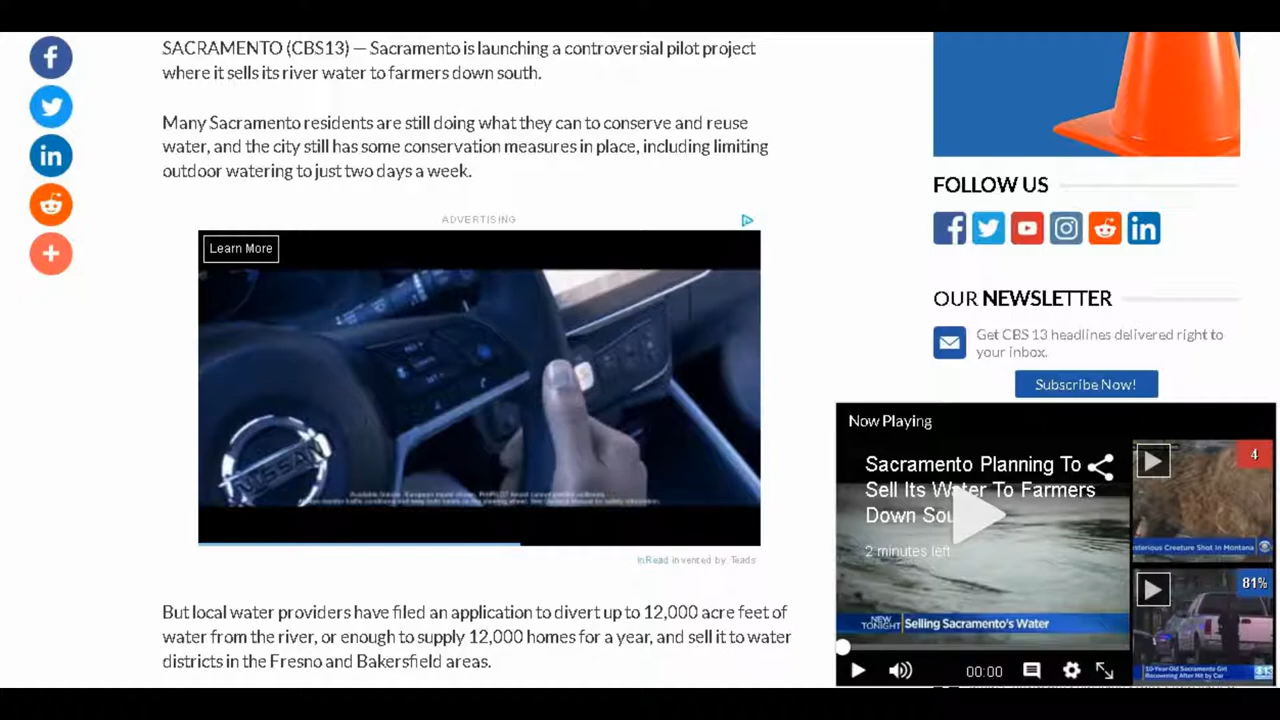 SACRAMENTO (CBS13) — Sacramento is launching a controversial pilot project
where it sells its river water to farmers down south.
Many Sacramento residents are still doing what they can to conserve and reuse
water, and the city still has some conservation measures in place, including limiting
outdoor watering to just two days a week.
ADVERTISING
Learn More
NISSAN
inRead invented by Teads
But local water providers have filed an application to divert up to 12,000 acre feet of
water from the river, or enough to supply 12,000 homes for a year, and sell it to water
districts in the Fresno and Bakersfield areas.
FOLLOW US
OUR NEWSLETTER
Get CBS 13 headlines delivered right to
your inbox.
Subscribe Now!
Now Playing
Sacramento Planning To
Sell Its Water To Farmers
Down Sou
2 minutes left
NEW
TONIGHT
Selling Sacramento's Water
00:00
4
sterious Creature Shot In Montana
81%
10-Year-Old Sacramento Girl
Recovering After Hit by Car